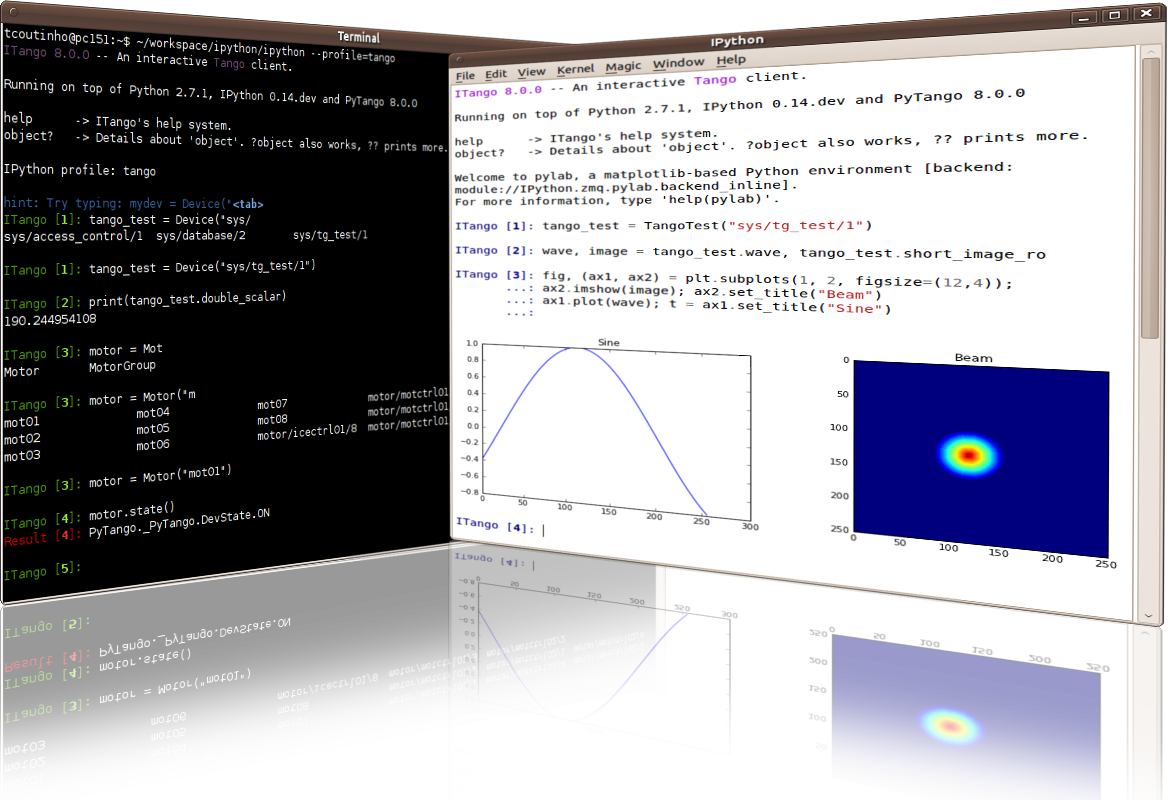 Terminal
tcoutinho@pc151:~$ ~/workspace/ipython/ipython --profile=tango
ITango 8.0.0 -- An interactive Tango client.
Running on top of Python 2.7.1, IPython 0.14.dev and PyTango 8.0.0
help -> ITango's help system.
object? -> Details about 'object'. ?object also works, ?? prints more.
IPython profile: tango
hint: Try typing: mydev = Device("<tab>
ITango [1]: tango_test = Device("sys/
sys/access_control/1 sys/database/2 sys/tg_test/1
ITango [1]: tango_test = Device("sys/tg_test/1")
ITango [2]: print(tango_test.double_scalar)
190.244954108
ITango [3]: motor = Mot
Motor MotorGroup
ITango [3]: motor = Motor("m
mot01 mot04 mot07 motor/motctrl01
mot02 mot05 mot08 motor/motctrl01
mot03 mot06 motor/icectrl01/8 motor/motctrl01
ITango [3]: motor = Motor("mot01")
ITango [4]: motor.state()
Result [4]: PyTango._PyTango.DevState.ON
ITango [5]:
IPython
File Edit View Kernel Magic Window Help
ITango 8.0.0 -- An interactive Tango client.
Running on top of Python 2.7.1, IPython 0.14.dev and PyTango 8.0.0
help -> ITango's help system.
object? -> Details about 'object'. ?object also works, ?? prints more.
Welcome to pylab, a matplotlib-based Python environment [backend:
module://IPython.zmq.pylab.backend_inline].
For more information, type 'help(pylab)'.
ITango [1]: tango_test = TangoTest("sys/tg_test/1")
ITango [2]: wave, image = tango_test.wave, tango_test.short_image_ro
ITango [3]: fig, (ax1, ax2) = plt.subplots(1, 2, figsize=(12,4));
...: ax2.imshow(image); ax2.set_title("Beam")
...: ax1.plot(wave); t = ax1.set_title("Sine")
...:
Sine
1.0
0.8
0.6
0.4
0.2
0.0
−0.2
−0.4
−0.6
−0.8
0 50 100 150 200 250 300
Beam
0
50
100
150
200
250
0 50 100 150 200 250
ITango [4]: